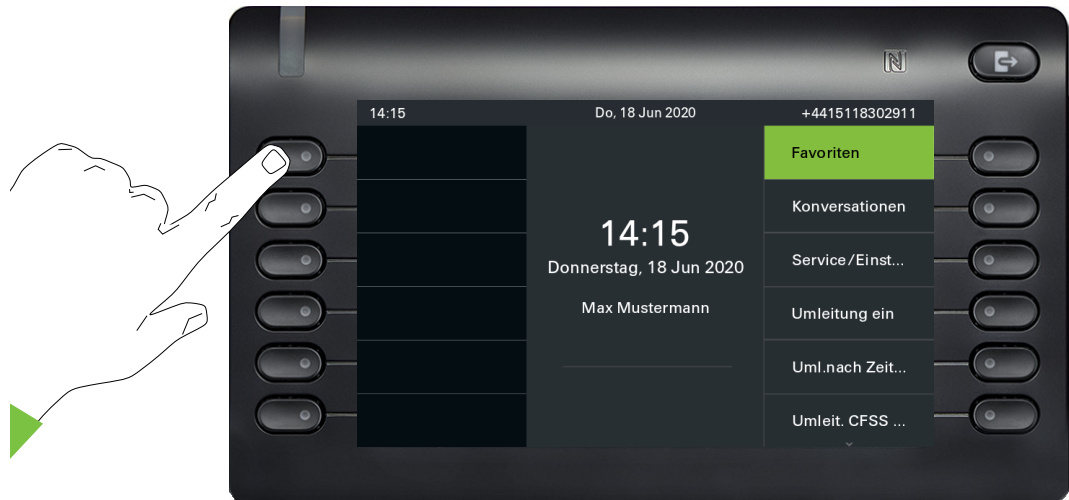 14:15
Do, 18 Jun 2020
+4415118302911
Favoriten
Konversationen
14:15
Service/Einst...
Donnerstag, 18 Jun 2020
Max Mustermann
Umleitung ein
Uml.nach Zeit...
Umleit. CFSS ...